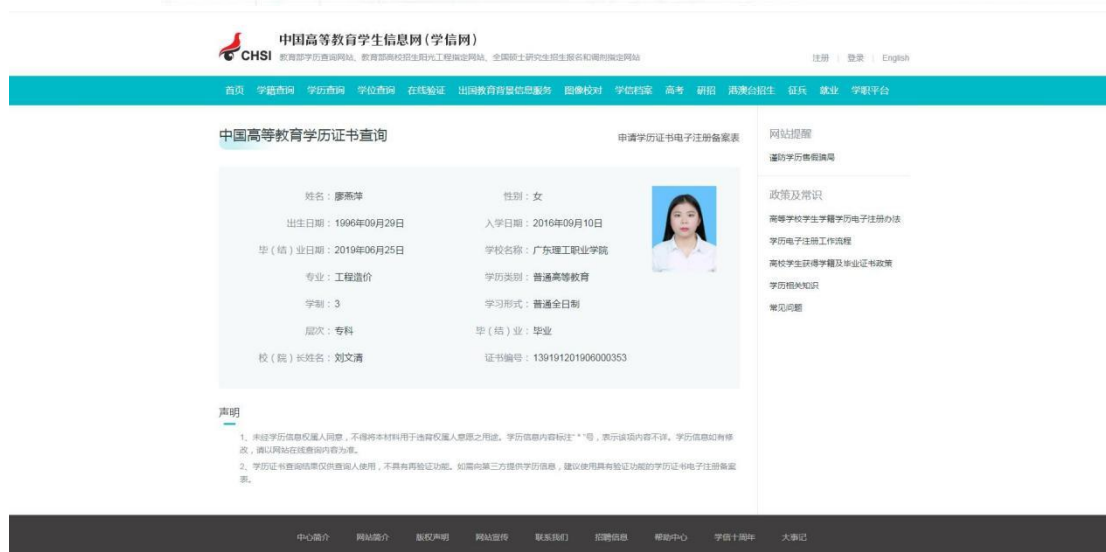 中国高等教育学生信息网(学信网)
CHSI 教育部学历查询网站、教育部高校招生阳光工程指定网站、全国硕士研究生招生报名和调剂指定网站
注册 | 登录 | English
首页 学籍查询 学历查询 学位查询 在线验证 出国教育背景信息服务 图像校对 学信档案 高考 研招 港澳台招生 征兵 就业 学职平台
中国高等教育学历证书查询
申请学历证书电子注册备案表
姓名:廖燕萍 性别:女
出生日期:1996年09月29日 入学日期:2016年09月10日
毕(结)业日期:2019年06月25日 学校名称:广东理工职业学院
专业:工程造价 学历类别:普通高等教育
学制:3 学习形式:普通全日制
层次:专科 毕(结)业:毕业
校(院)长姓名:刘文清 证书编号:139191201906000353
网站提醒
谨防学历售假骗局
政策及常识
高等学校学生学籍学历电子注册办法
学历电子注册工作流程
高校学生获得学籍及毕业证书政策
学历相关知识
常见问题
声明
1、未经学历信息权属人同意,不得将本材料用于违背权属人意愿之用途。学历信息内容标注“*”号,表示该项内容不详。学历信息如有修
改,请以网站在线查询内容为准。
2、学历证书查询结果仅供查询人使用,不具有再验证功能。如需向第三方提供学历信息,建议使用具有验证功能的学历证书电子注册备案
表。
中心简介 网站简介 版权声明 网站宣传 联系我们 招聘信息 帮助中心 学信十周年 大事记